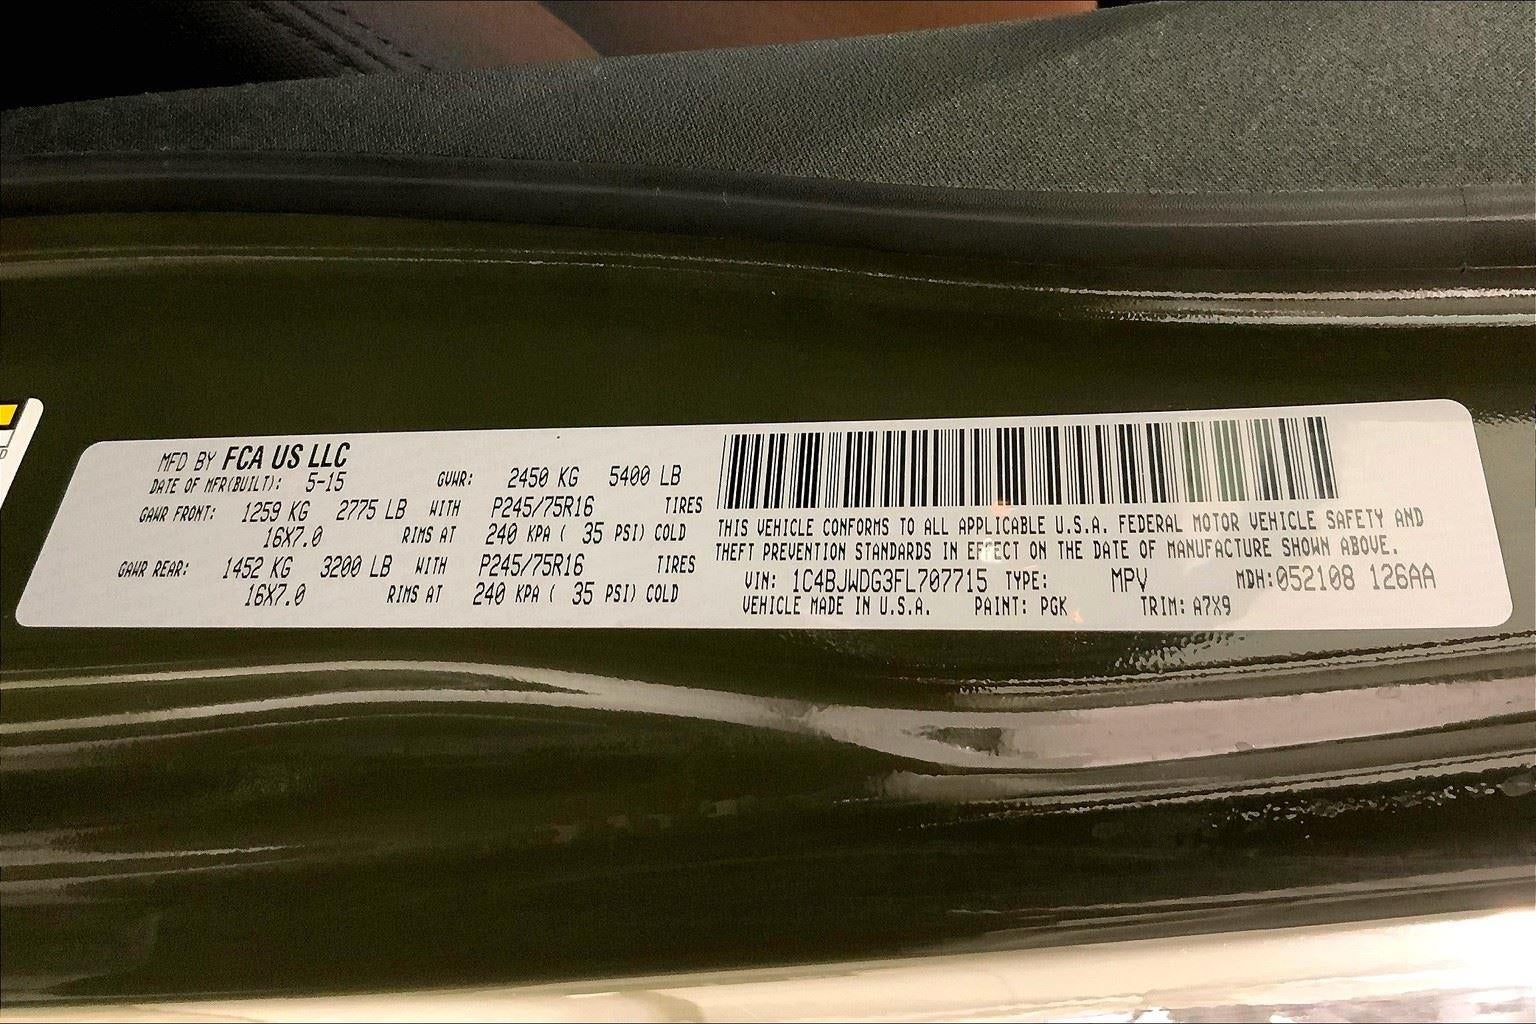 MFD BY FCA US LLC
DATE OF MFR(BUILT): 5-15 GVWR: 2450 KG 5400 LB
GAWR FRONT: 1259 KG 2775 LB WITH P245/75R16 TIRES
16X7.0 RIMS AT 240 KPA ( 35 PSI) COLD
GAWR REAR: 1452 KG 3200 LB WITH P245/75R16 TIRES
16X7.0 RIMS AT 240 KPA ( 35 PSI) COLD
THIS VEHICLE CONFORMS TO ALL APPLICABLE U.S.A. FEDERAL MOTOR VEHICLE SAFETY AND
THEFT PREVENTION STANDARDS IN EFFECT ON THE DATE OF MANUFACTURE SHOWN ABOVE.
VIN: 1C4BJWDG3FL707715 TYPE: MPV MDH:052108 126AA
VEHICLE MADE IN U.S.A. PAINT: PGK TRIM: A7X9